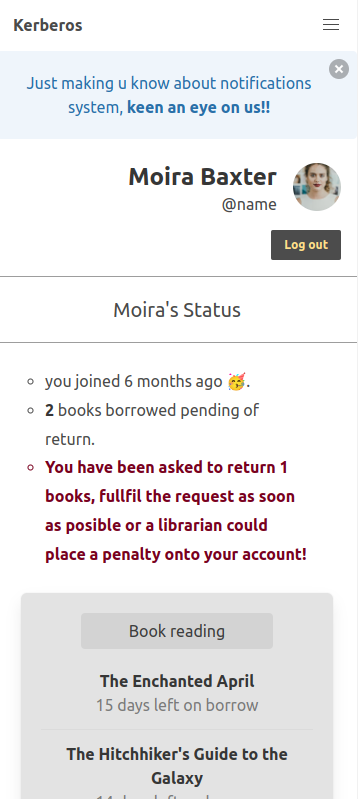 Kerberos
Just making u know about notifications
system, keen an eye on us!!
Moira Baxter
@name
Log out
Moira's Status
you joined 6 months ago 🥳.
2 books borrowed pending of
return.
You have been asked to return 1
books, fullfil the request as soon
as posible or a librarian could
place a penalty onto your account!
Book reading
The Enchanted April
15 days left on borrow
The Hitchhiker's Guide to the
Galaxy